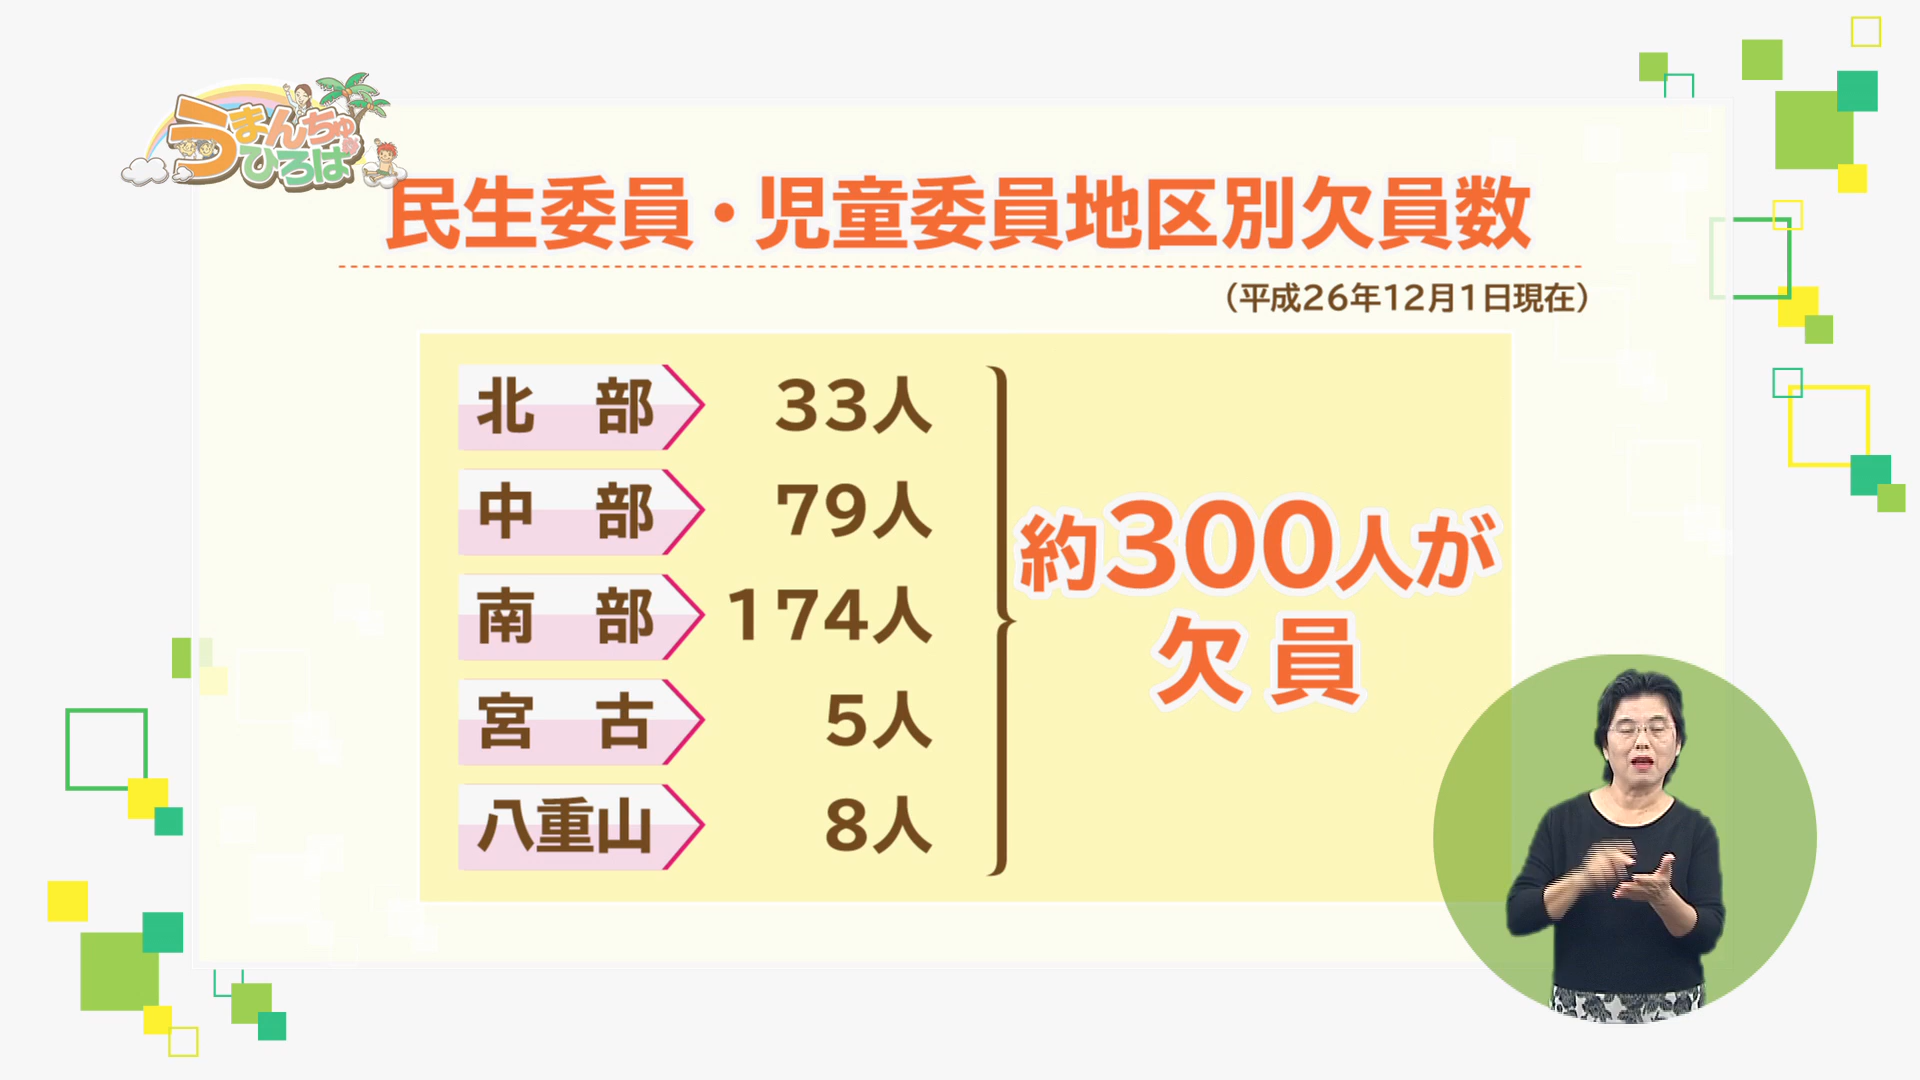 うまんちゅ
ひろば
民生委員・児童委員地区別欠員数
（平成26年12月1日現在）
北　部　33人
中　部　79人
南　部　174人
宮　古　5人
八重山　8人
約300人が
欠員